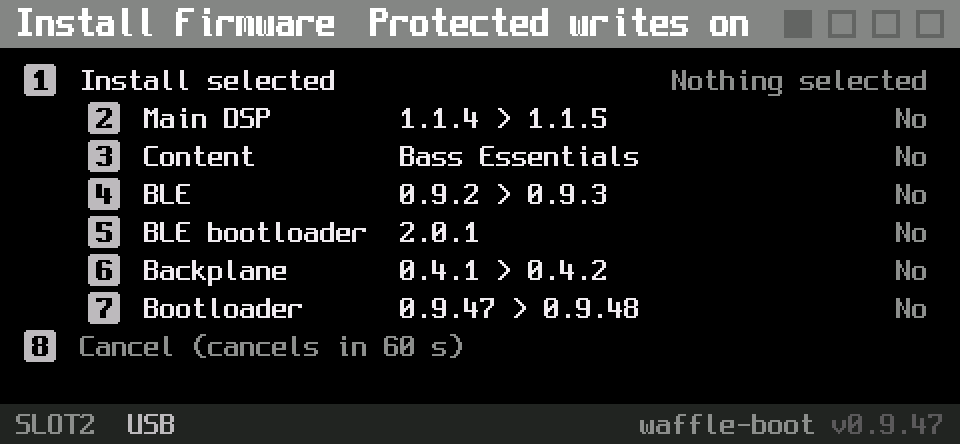 Install Firmware Protected writes on
1 Install selected Nothing selected
2 Main DSP 1.1.4 > 1.1.5 No
3 Content Bass Essentials No
4 BLE 0.9.2 > 0.9.3 No
5 BLE bootloader 2.0.1 No
6 Backplane 0.4.1 > 0.4.2 No
7 Bootloader 0.9.47 > 0.9.48 No
8 Cancel (cancels in 60 s)
SLOT2 USB waffle-boot v0.9.47